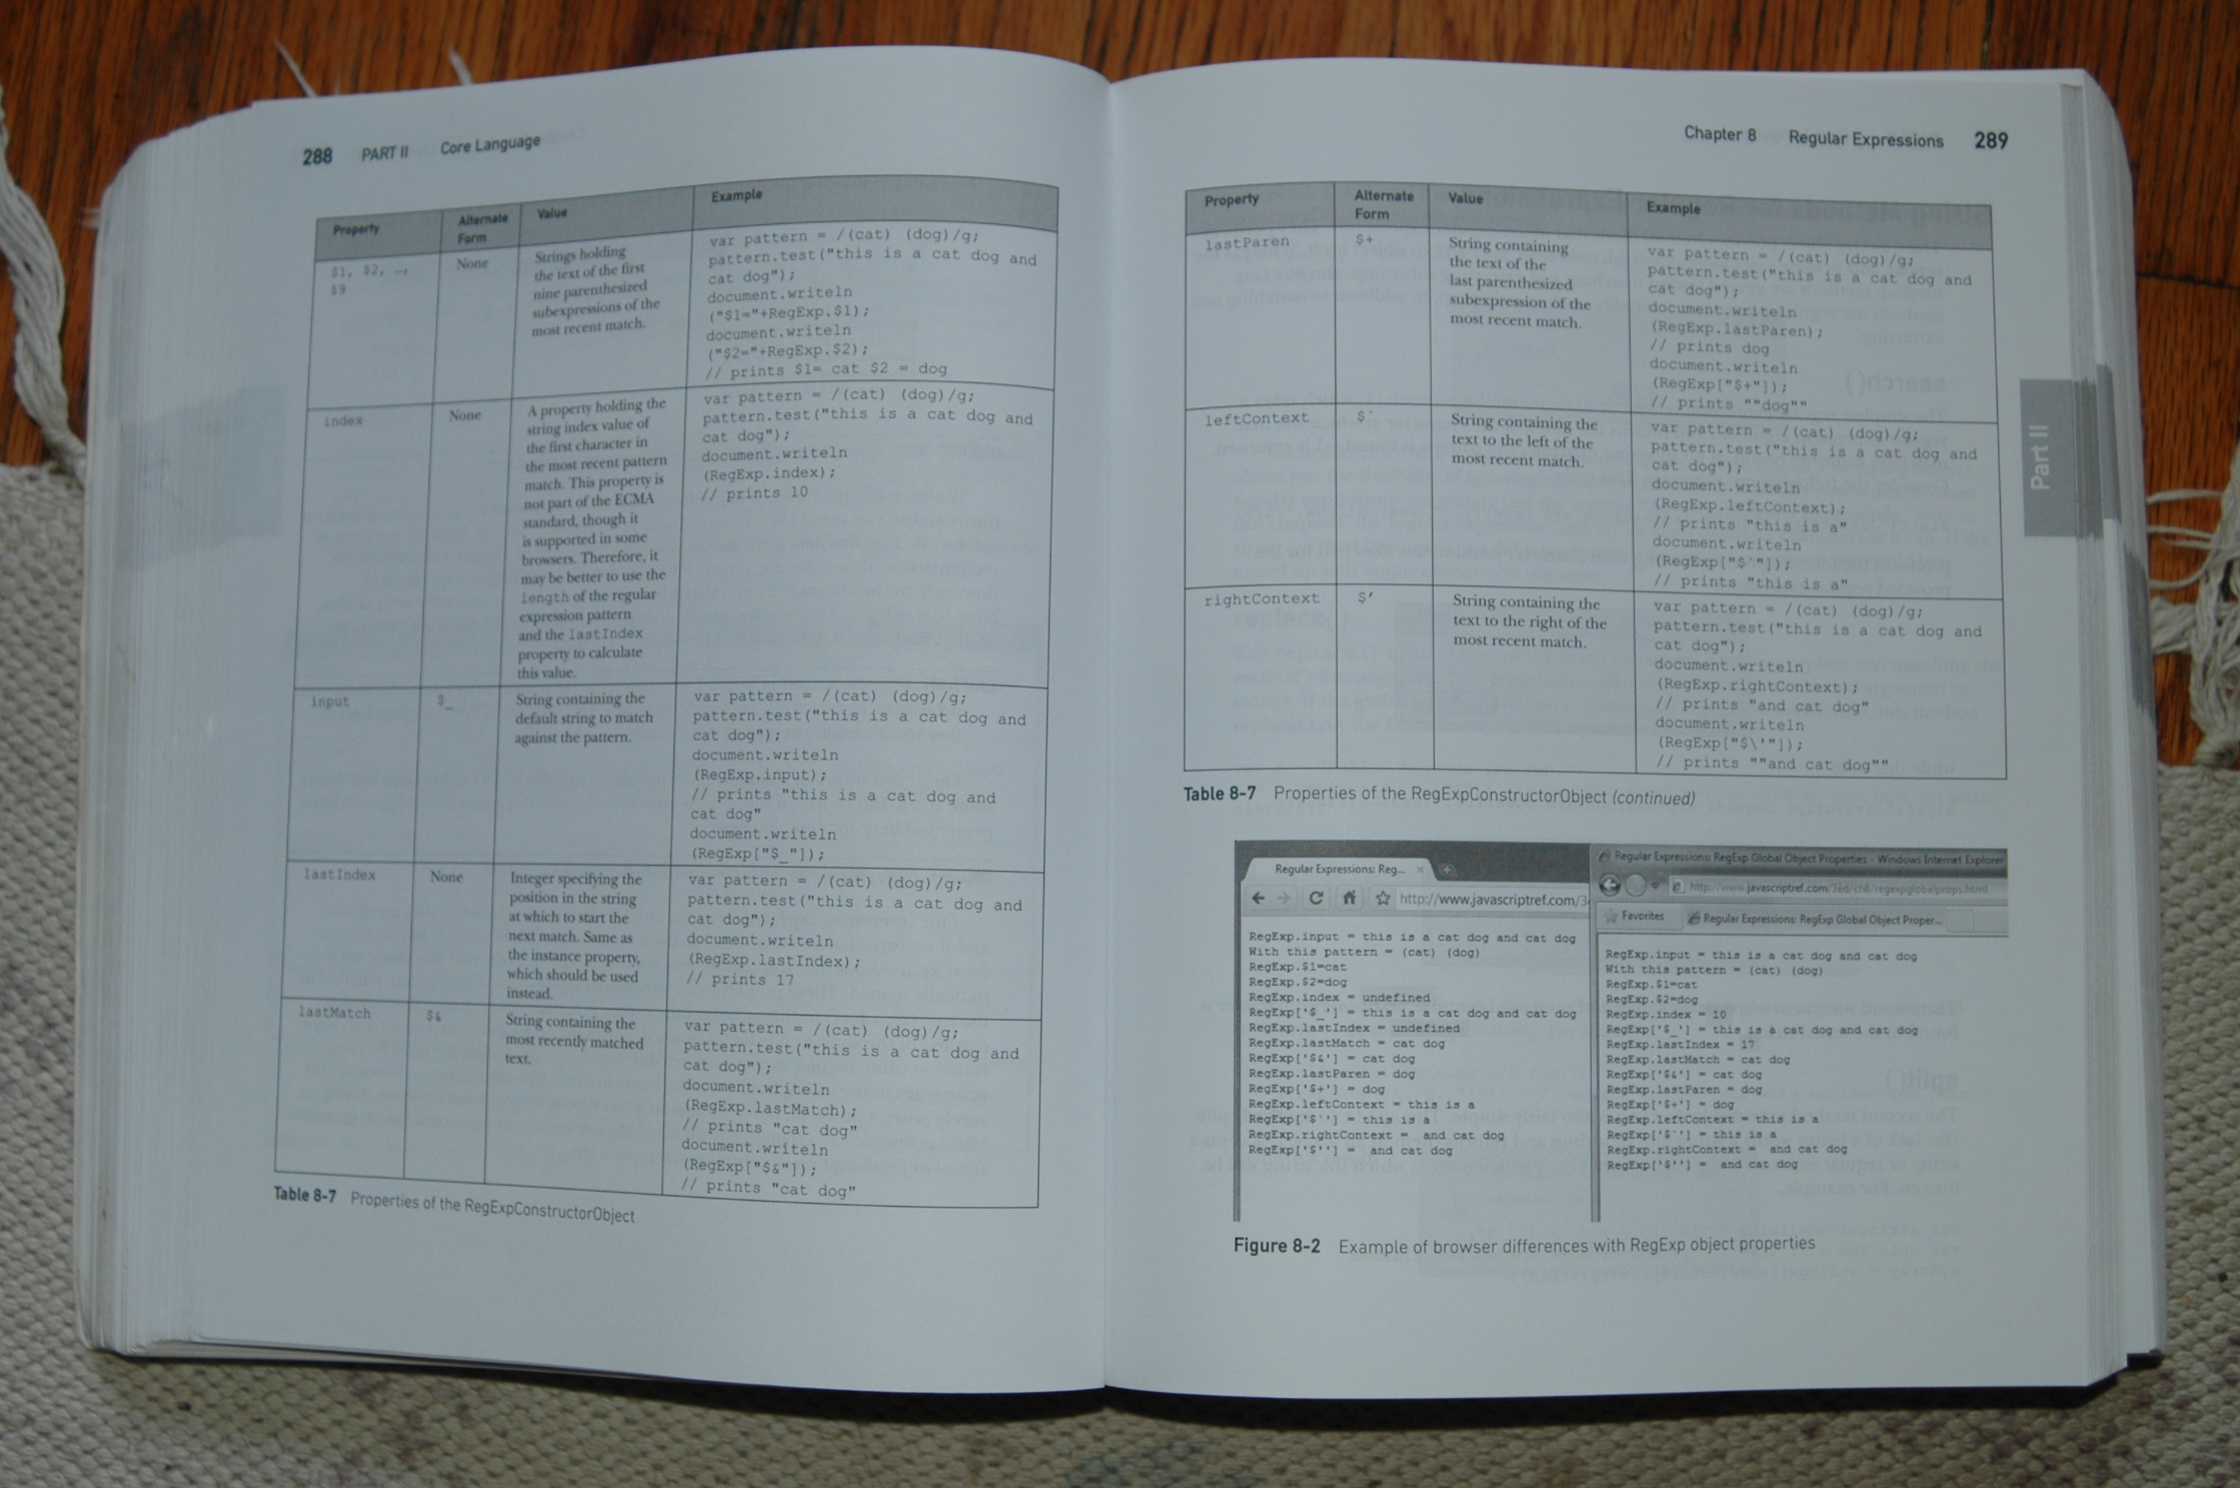 288 PART II Core Language
Property
Alternate
Form
Value
Example
$1, $2, …,
$9
None
Strings holding
the text of the first
nine parenthesized
subexpressions of the
most recent match.
var pattern = /(cat) (dog)/g;
pattern.test("this is a cat dog and
cat dog");
document.writeln
("$1="+RegExp.$1);
document.writeln
("$2="+RegExp.$2);
// prints $1= cat $2 = dog
index
None
A property holding the
string index value of
the first character in
the most recent pattern
match. This property is
not part of the ECMA
standard, though it
is supported in some
browsers. Therefore, it
may be better to use the
length of the regular
expression pattern
and the lastIndex
property to calculate
this value.
var pattern = /(cat) (dog)/g;
pattern.test("this is a cat dog and
cat dog");
document.writeln
(RegExp.index);
// prints 10
input
$_
String containing the
default string to match
against the pattern.
var pattern = /(cat) (dog)/g;
pattern.test("this is a cat dog and
cat dog");
document.writeln
(RegExp.input);
// prints "this is a cat dog and
cat dog"
document.writeln
(RegExp["$_"]);
lastIndex
None
Integer specifying the
position in the string
at which to start the
next match. Same as
the instance property,
which should be used
instead.
var pattern = /(cat) (dog)/g;
pattern.test("this is a cat dog and
cat dog");
document.writeln
(RegExp.lastIndex);
// prints 17
lastMatch
$&
String containing the
most recently matched
text.
var pattern = /(cat) (dog)/g;
pattern.test("this is a cat dog and
cat dog");
document.writeln
(RegExp.lastMatch);
// prints "cat dog"
document.writeln
(RegExp["$&"]);
// prints "cat dog"
Table 8-7 Properties of the RegExpConstructorObject
Chapter 8 Regular Expressions 289
Part II
Property
Alternate
Form
Value
Example
lastParen
$+
String containing
the text of the
last parenthesized
subexpression of the
most recent match.
var pattern = /(cat) (dog)/g;
pattern.test("this is a cat dog and
cat dog");
document.writeln
(RegExp.lastParen);
// prints dog
document.writeln
(RegExp["$+"]);
// prints ""dog""
leftContext
$`
String containing the
text to the left of the
most recent match.
var pattern = /(cat) (dog)/g;
pattern.test("this is a cat dog and
cat dog");
document.writeln
(RegExp.leftContext);
// prints "this is a"
document.writeln
(RegExp["$`"]);
// prints "this is a"
rightContext
$'
String containing the
text to the right of the
most recent match.
var pattern = /(cat) (dog)/g;
pattern.test("this is a cat dog and
cat dog");
document.writeln
(RegExp.rightContext);
// prints "and cat dog"
document.writeln
(RegExp["$\'"]);
// prints ""and cat dog""
Table 8-7 Properties of the RegExpConstructorObject (continued)
Regular Expressions: Reg...
http://www.javascriptref.com/3
RegExp.input = this is a cat dog and cat dog
With this pattern = (cat) (dog)
RegExp.$1=cat
RegExp.$2=dog
RegExp.index = undefined
RegExp['$_'] = this is a cat dog and cat dog
RegExp.lastIndex = undefined
RegExp.lastMatch = cat dog
RegExp['$&'] = cat dog
RegExp.lastParen = dog
RegExp['$+'] = dog
RegExp.leftContext = this is a
RegExp['$`'] = this is a
RegExp.rightContext = and cat dog
RegExp['$''] = and cat dog
Regular Expressions: RegExp Global Object Properties - Windows Internet Explorer
http://www.javascriptref.com/3ed/ch8/regexpglobalprops.html
Favorites
Regular Expressions: RegExp Global Object Proper...
RegExp.input = this is a cat dog and cat dog
With this pattern = (cat) (dog)
RegExp.$1=cat
RegExp.$2=dog
RegExp.index = 10
RegExp['$_'] = this is a cat dog and cat dog
RegExp.lastIndex = 17
RegExp.lastMatch = cat dog
RegExp['$&'] = cat dog
RegExp.lastParen = dog
RegExp['$+'] = dog
RegExp.leftContext = this is a
RegExp['$`'] = this is a
RegExp.rightContext = and cat dog
RegExp['$''] = and cat dog
Figure 8-2 Example of browser differences with RegExp object properties